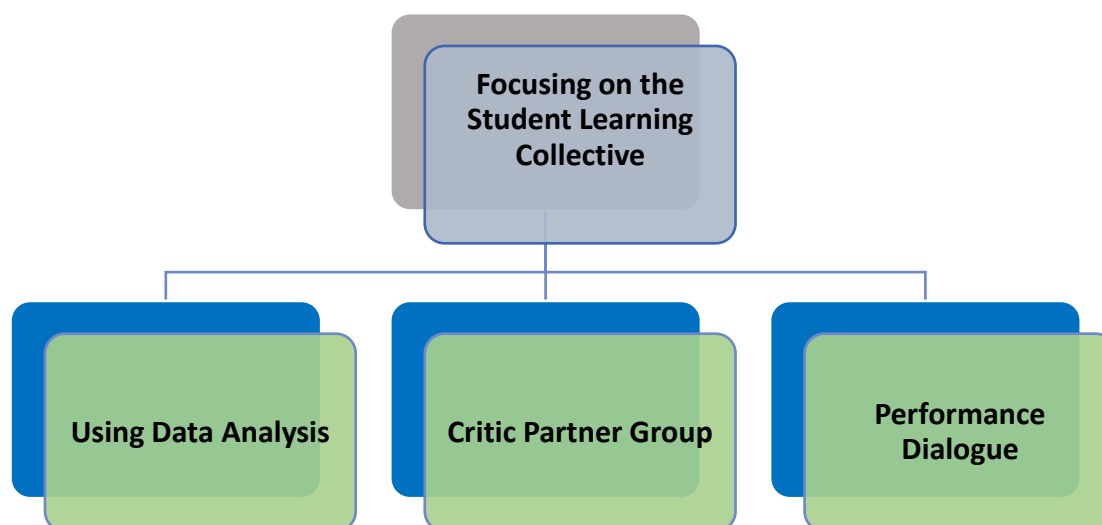 Focusing on the
Student Learning
Collective
Using Data Analysis
Critic Partner Group
Performance
Dialogue